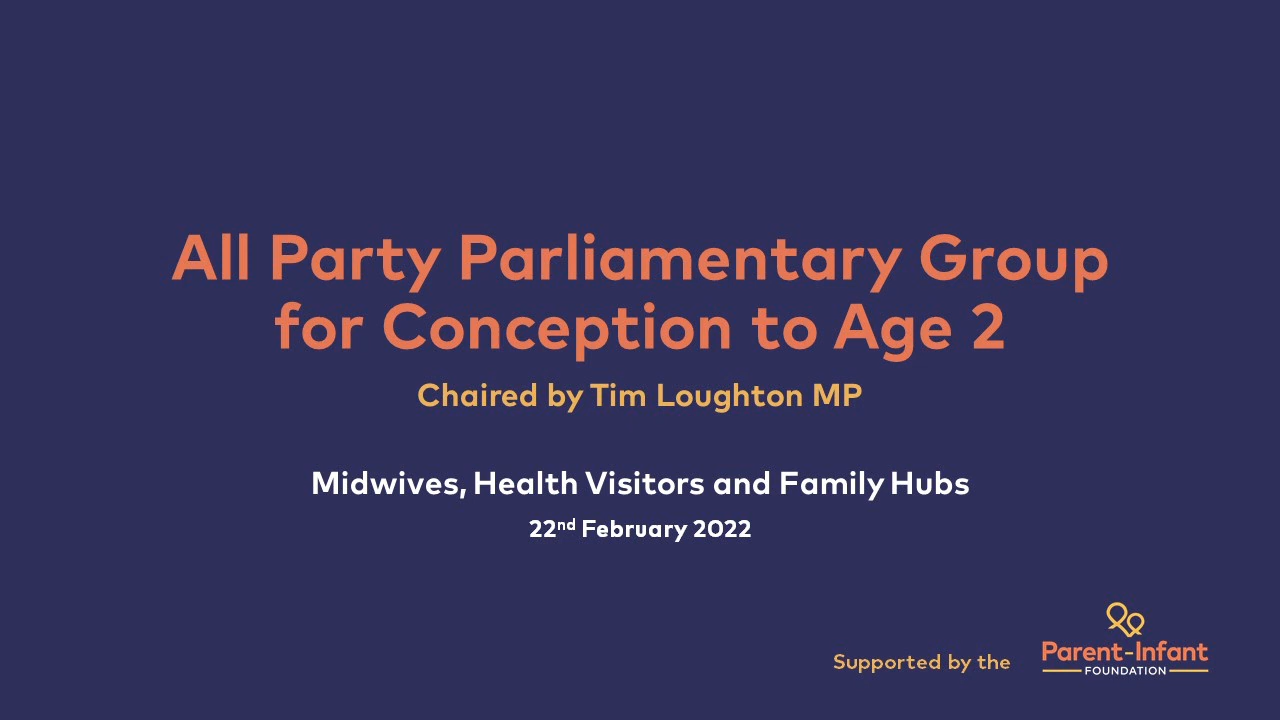 All Party Parliamentary Group
for Conception to Age 2
Chaired by Tim Loughton MP
Midwives, Health Visitors and Family Hubs
22nd February 2022
Supported by the
Parent-Infant
FOUNDATION